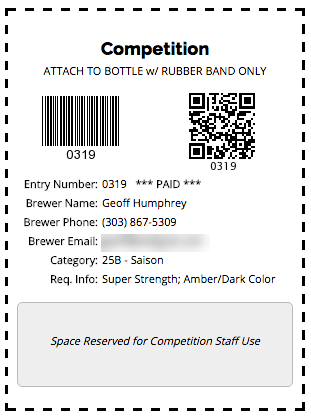 Competition
ATTACH TO BOTTLE w/ RUBBER BAND ONLY
0319
0319
Entry Number: 0319 *** PAID ***
Brewer Name: Geoff Humphrey
Brewer Phone: (303) 867-5309
Brewer Email:
Category: 25B - Saison
Req. Info: Super Strength; Amber/Dark Color
Space Reserved for Competition Staff Use